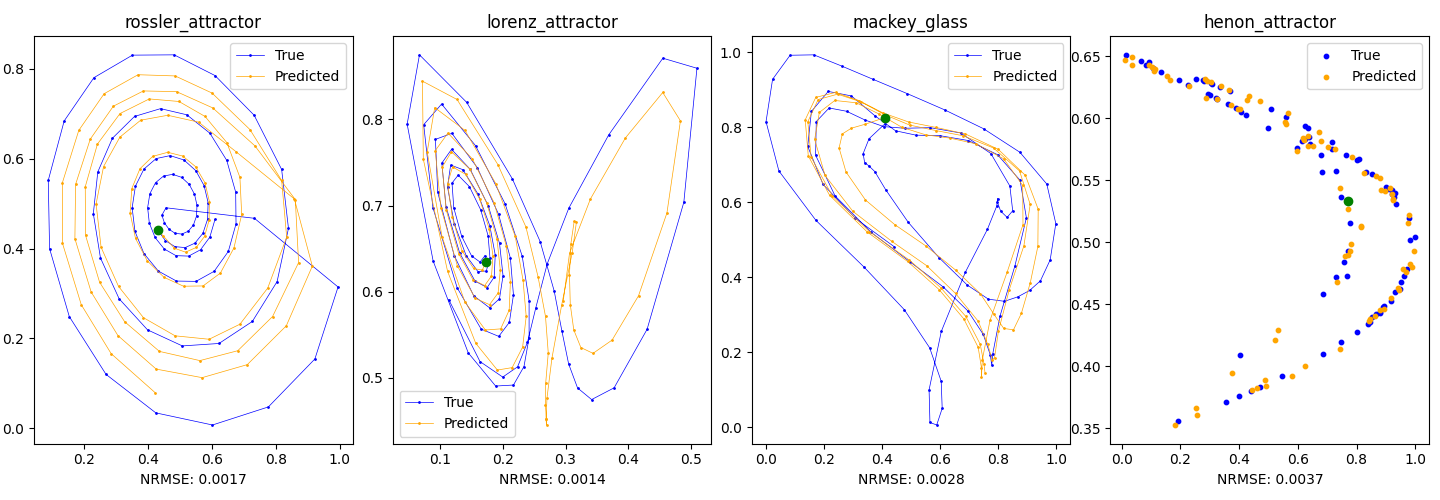 rossler_attractor
True
Predicted
0.8
0.6
0.4
0.2
0.0
0.2
0.4
0.6
0.8
1.0
NRMSE: 0.0017
lorenz_attractor
0.8
0.7
0.6
0.5
True
Predicted
0.1
0.2
0.3
0.4
0.5
NRMSE: 0.0014
mackey_glass
True
Predicted
1.0
0.8
0.6
0.4
0.2
0.0
0.0
0.2
0.4
0.6
0.8
1.0
NRMSE: 0.0028
henon_attractor
True
Predicted
0.65
0.60
0.55
0.50
0.45
0.40
0.35
0.0
0.2
0.4
0.6
0.8
1.0
NRMSE: 0.0037